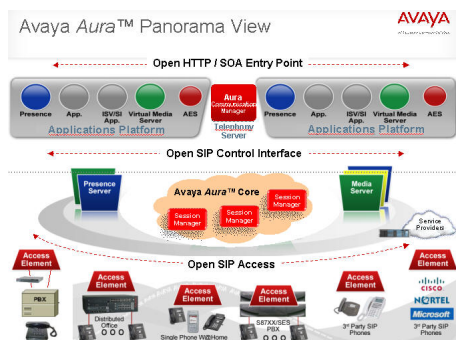 Avaya Aura™ Panorama View
AVAYA
Open HTTP / SOA Entry Point
Presence
App.
ISV/SI
App.
Virtual Media
Server
AES
Applications Platform
Aura
Communication
Manager
Telephony
Server
Presence
App.
ISV/SI
App.
Virtual Media
Server
AES
Applications Platform
Open SIP Control Interface
Presence
Server
Avaya Aura™ Core
Session
Manager
Session
Manager
Session
Manager
Media
Server
Service
Providers
Open SIP Access
Access
Element
PBX
Access
Element
Distributed
Office
Access
Element
Single Phone W@Home
Access
Element
S87XX/SES
PBX
Access
Element
3rd Party SIP
Phones
Access
Element
CISCO
NORTEL
Microsoft
3rd Party SIP
Phones